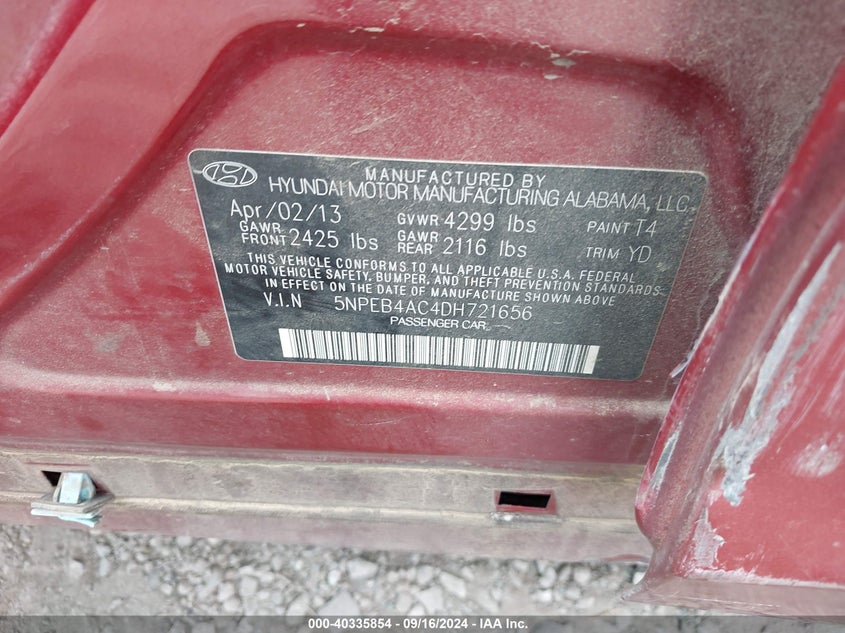 MANUFACTURED BY
HYUNDAI MOTOR MANUFACTURING ALABAMA, LLC.
Apr/02/13 GVWR 4299 lbs PAINT T4
GAWR FRONT 2425 lbs GAWR REAR 2116 lbs TRIM YD
THIS VEHICLE CONFORMS TO ALL APPLICABLE U.S.A. FEDERAL
MOTOR VEHICLE SAFETY, BUMPER, AND THEFT PREVENTION STANDARDS
IN EFFECT ON THE DATE OF MANUFACTURE SHOWN ABOVE.
V.I.N 5NPEB4AC4DH721656
PASSENGER CAR
000-40335854 - 09/16/2024 - IAA Inc.